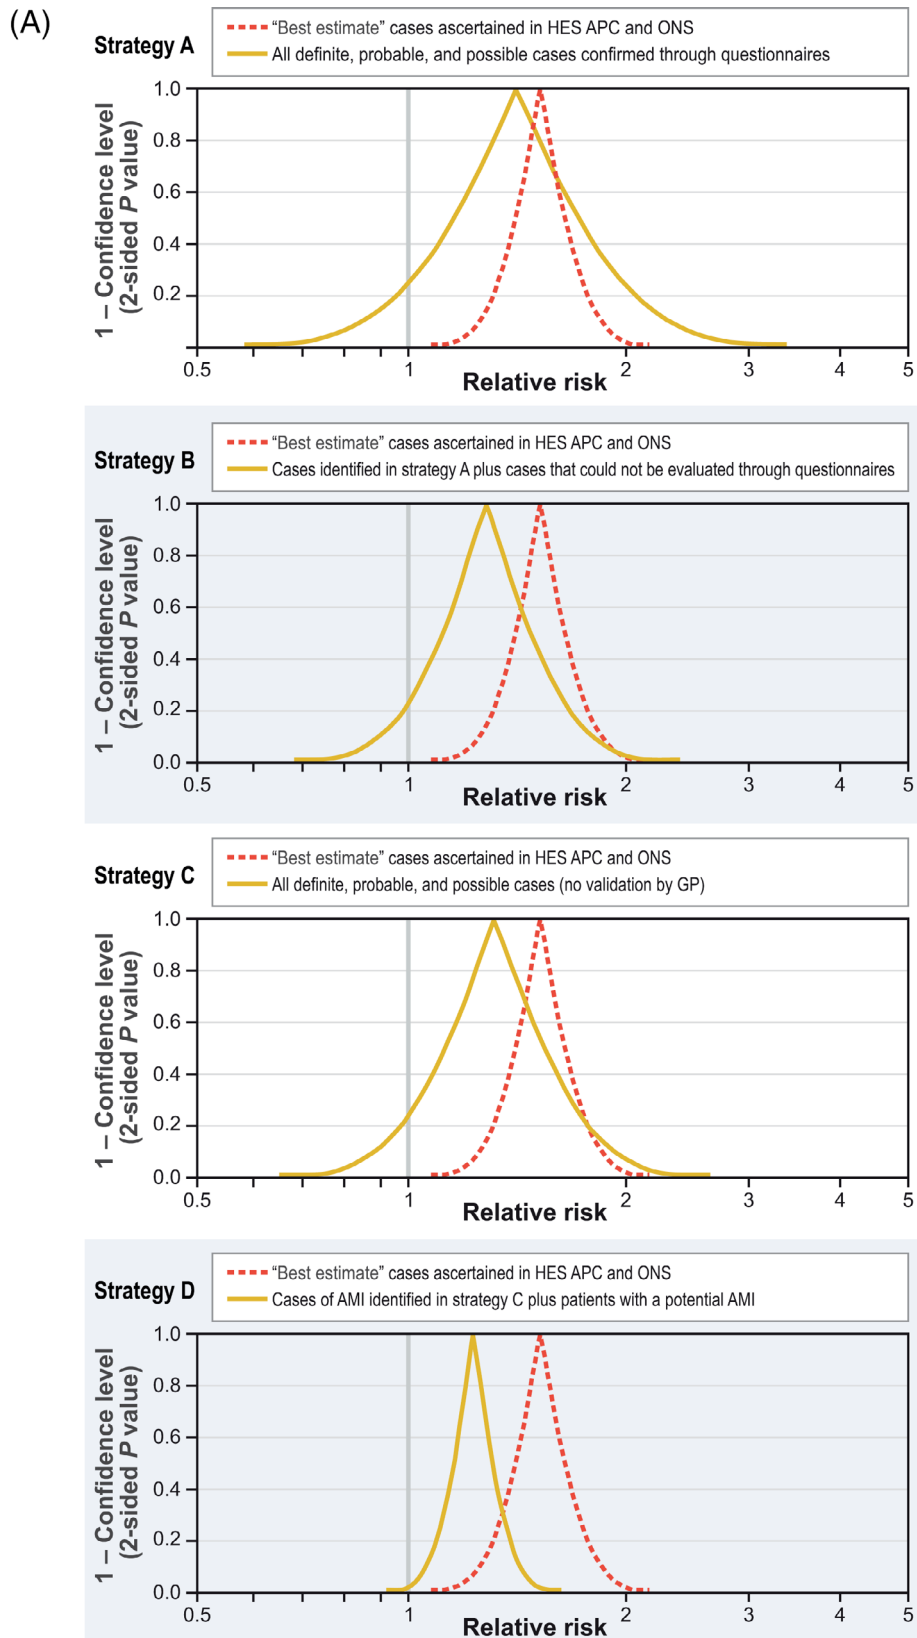 (A)
Strategy A
“Best estimate” cases ascertained in HES APC and ONS
All definite, probable, and possible cases confirmed through questionnaires
1 – Confidence level
(2-sided P value)
1.0
0.8
0.6
0.4
0.2
0.5 1 2 3 4 5
Relative risk
Strategy B
“Best estimate” cases ascertained in HES APC and ONS
Cases identified in strategy A plus cases that could not be evaluated through questionnaires
1 – Confidence level
(2-sided P value)
1.0
0.8
0.6
0.4
0.2
0.0
0.5 1 2 3 4 5
Relative risk
Strategy C
“Best estimate” cases ascertained in HES APC and ONS
All definite, probable, and possible cases (no validation by GP)
1 – Confidence level
(2-sided P value)
1.0
0.8
0.6
0.4
0.2
0.0
0.5 1 2 3 4 5
Relative risk
Strategy D
“Best estimate” cases ascertained in HES APC and ONS
Cases of AMI identified in strategy C plus patients with a potential AMI
1 – Confidence level
(2-sided P value)
1.0
0.8
0.6
0.4
0.2
0.0
0.5 1 2 3 4 5
Relative risk